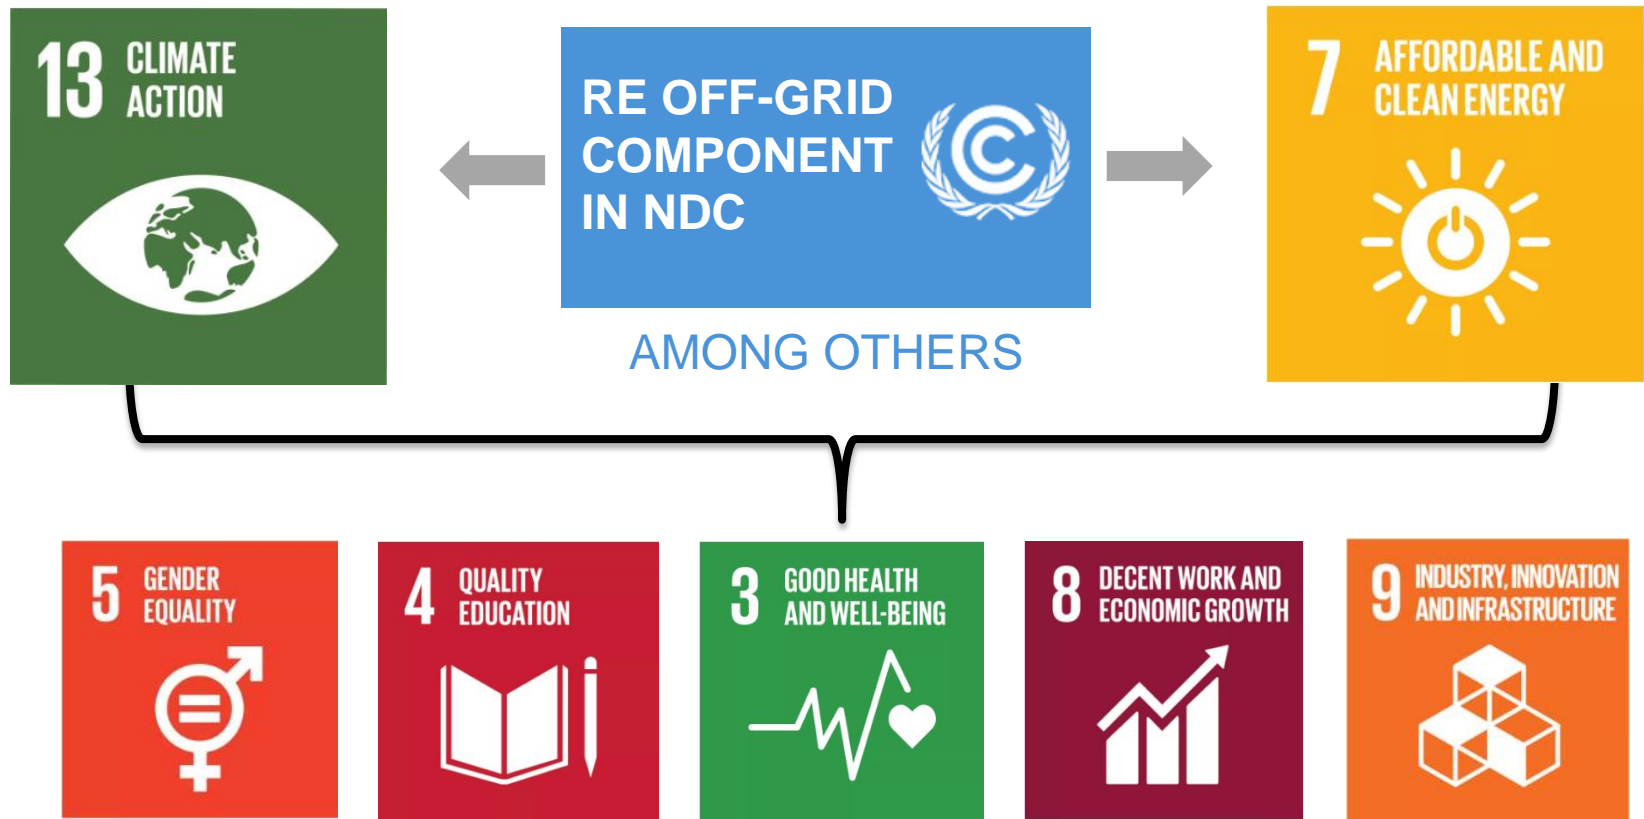 13 CLIMATE
ACTION
RE OFF-GRID
COMPONENT
IN NDC
7 AFFORDABLE AND
CLEAN ENERGY
AMONG OTHERS
5 GENDER
EQUALITY
4 QUALITY
EDUCATION
3 GOOD HEALTH
AND WELL-BEING
8 DECENT WORK AND
ECONOMIC GROWTH
9 INDUSTRY, INNOVATION
AND INFRASTRUCTURE